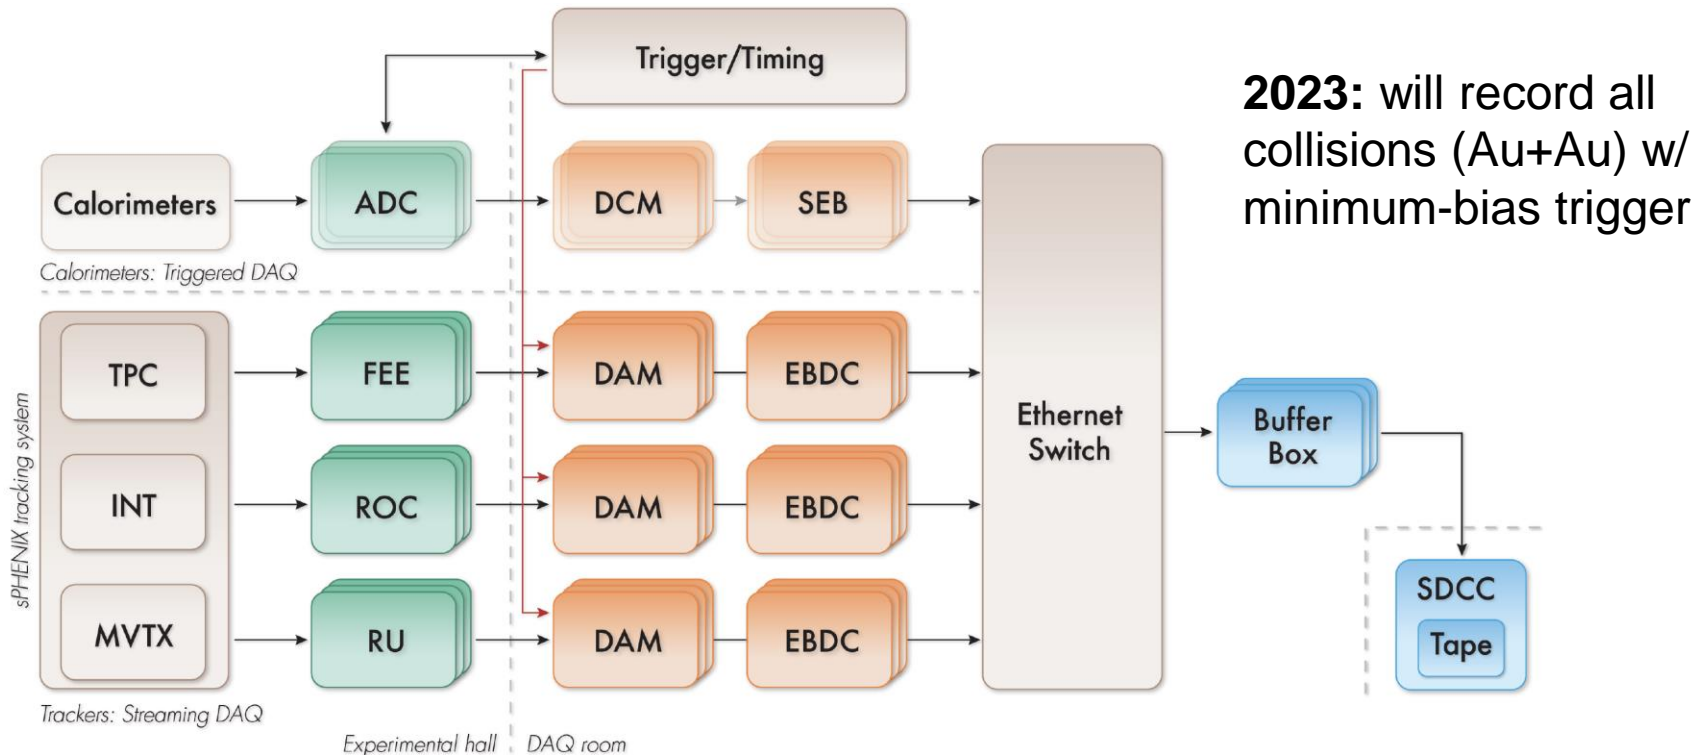 Trigger/Timing
2023: will record all
collisions (Au+Au) w/
minimum-bias trigger
Calorimeters
ADC
DCM
SEB
Calorimeters: Triggered DAQ
sPHENIX tracking system
TPC
FEE
DAM
EBDC
Ethernet
Switch
Buffer
Box
INT
ROC
DAM
EBDC
MVTX
RU
DAM
EBDC
SDCC
Tape
Trackers: Streaming DAQ
Experimental hall
DAQ room